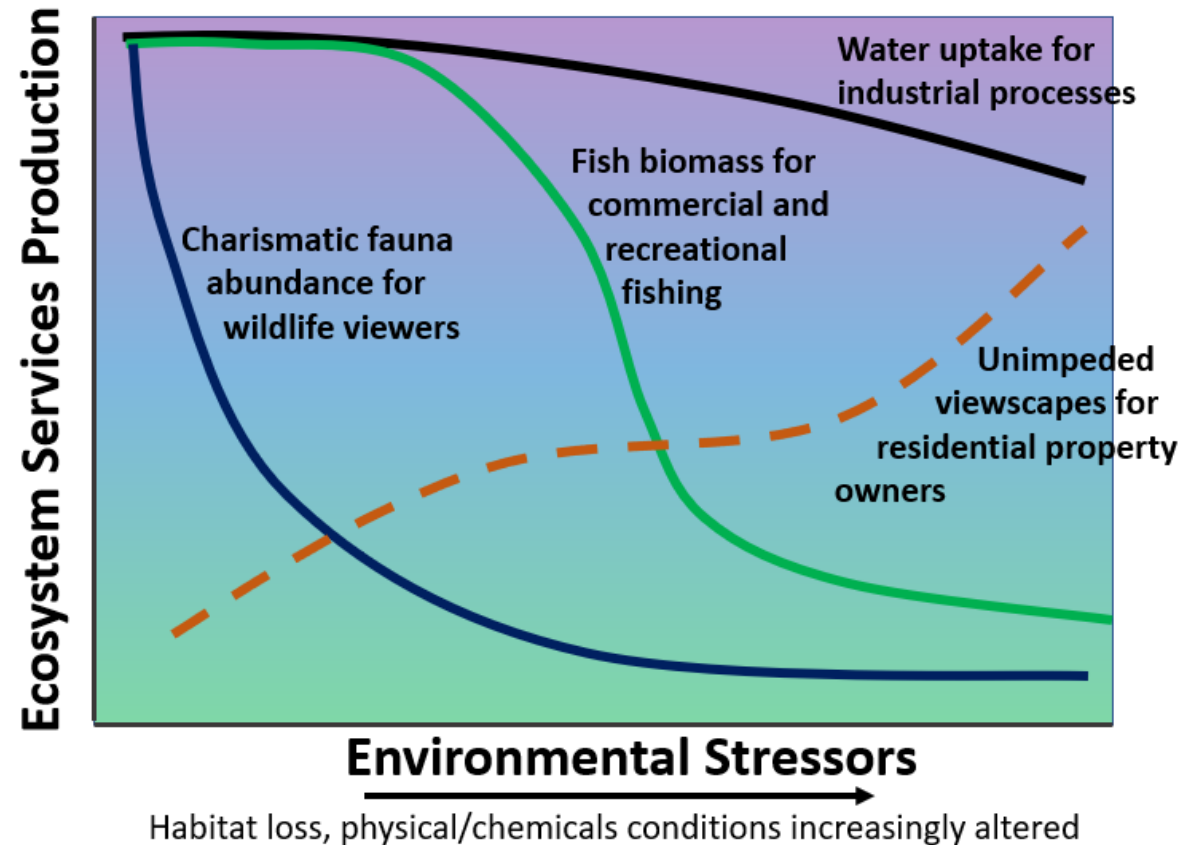 Ecosystem Services Production
Water uptake for
industrial processes
Fish biomass for
commercial and
recreational
fishing
Charismatic fauna
abundance for
wildlife viewers
Unimpeded
viewscapes for
residential property
owners
Environmental Stressors
Habitat loss, physical/chemicals conditions increasingly altered